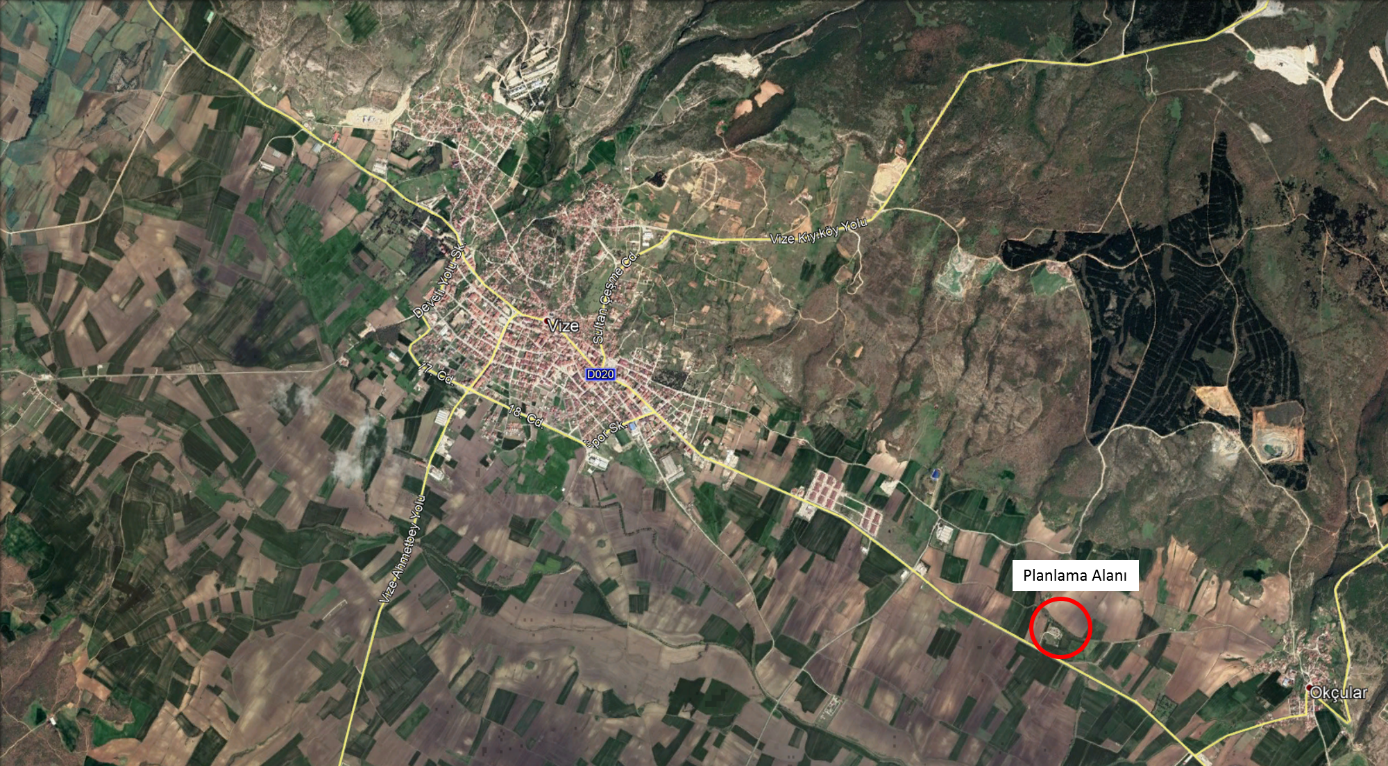 Vize Kıyıköy Yolu
Sultan Çeşme Cd
Devey Yolu Sk.
Vize
D020
17. Cd
18. Cd
Spor Sk.
Vize Ahmetbey Yolu
Planlama Alanı
Okçular